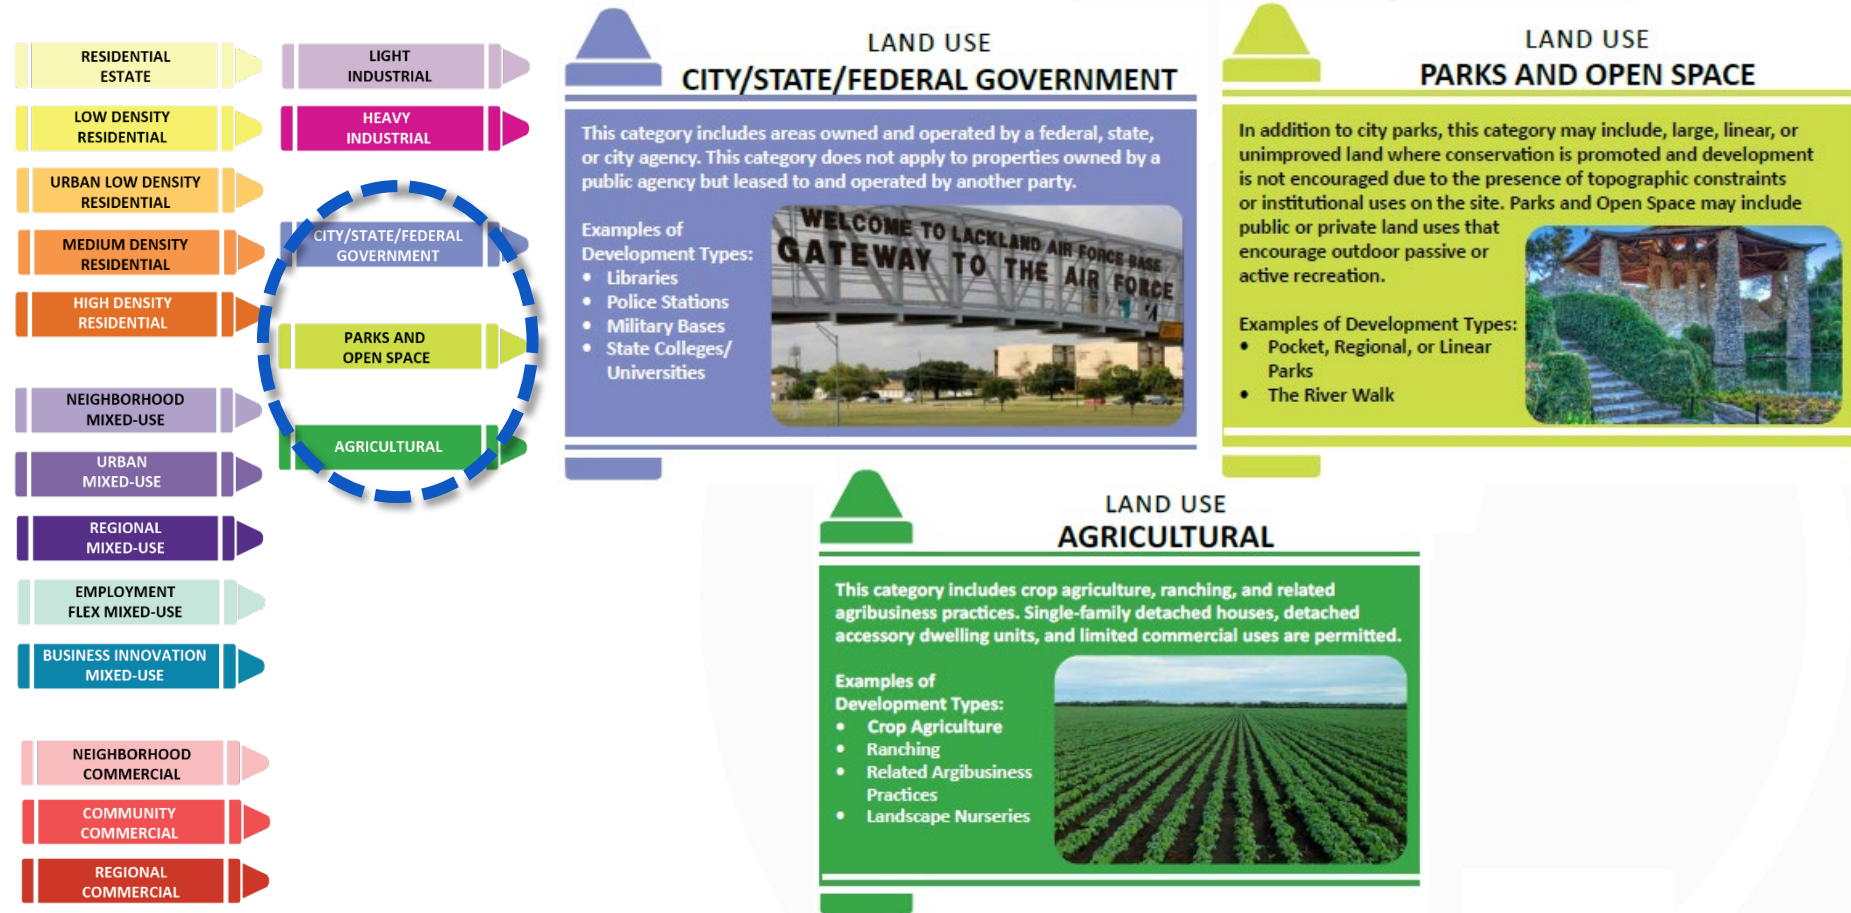 RESIDENTIAL
ESTATE
LOW DENSITY
RESIDENTIAL
URBAN LOW DENSITY
RESIDENTIAL
MEDIUM DENSITY
RESIDENTIAL
HIGH DENSITY
RESIDENTIAL
NEIGHBORHOOD
MIXED-USE
URBAN
MIXED-USE
REGIONAL
MIXED-USE
EMPLOYMENT
FLEX MIXED-USE
BUSINESS INNOVATION
MIXED-USE
NEIGHBORHOOD
COMMERCIAL
COMMUNITY
COMMERCIAL
REGIONAL
COMMERCIAL
LIGHT
INDUSTRIAL
HEAVY
INDUSTRIAL
CITY/STATE/FEDERAL
GOVERNMENT
PARKS AND
OPEN SPACE
AGRICULTURAL
LAND USE
CITY/STATE/FEDERAL GOVERNMENT
This category includes areas owned and operated by a federal, state,
or city agency. This category does not apply to properties owned by a
public agency but leased to and operated by another party.
Examples of
Development Types:
• Libraries
• Police Stations
• Military Bases
• State Colleges/
Universities
WELCOME TO LACKLAND AIR FORCE BASE
GATEWAY TO THE AIR FORCE
LAND USE
PARKS AND OPEN SPACE
In addition to city parks, this category may include, large, linear, or
unimproved land where conservation is promoted and development
is not encouraged due to the presence of topographic constraints
or institutional uses on the site. Parks and Open Space may include
public or private land uses that
encourage outdoor passive or
active recreation.
Examples of Development Types:
• Pocket, Regional, or Linear
Parks
• The River Walk
LAND USE
AGRICULTURAL
This category includes crop agriculture, ranching, and related
agribusiness practices. Single-family detached houses, detached
accessory dwelling units, and limited commercial uses are permitted.
Examples of
Development Types:
• Crop Agriculture
• Ranching
• Related Argibusiness
Practices
• Landscape Nurseries